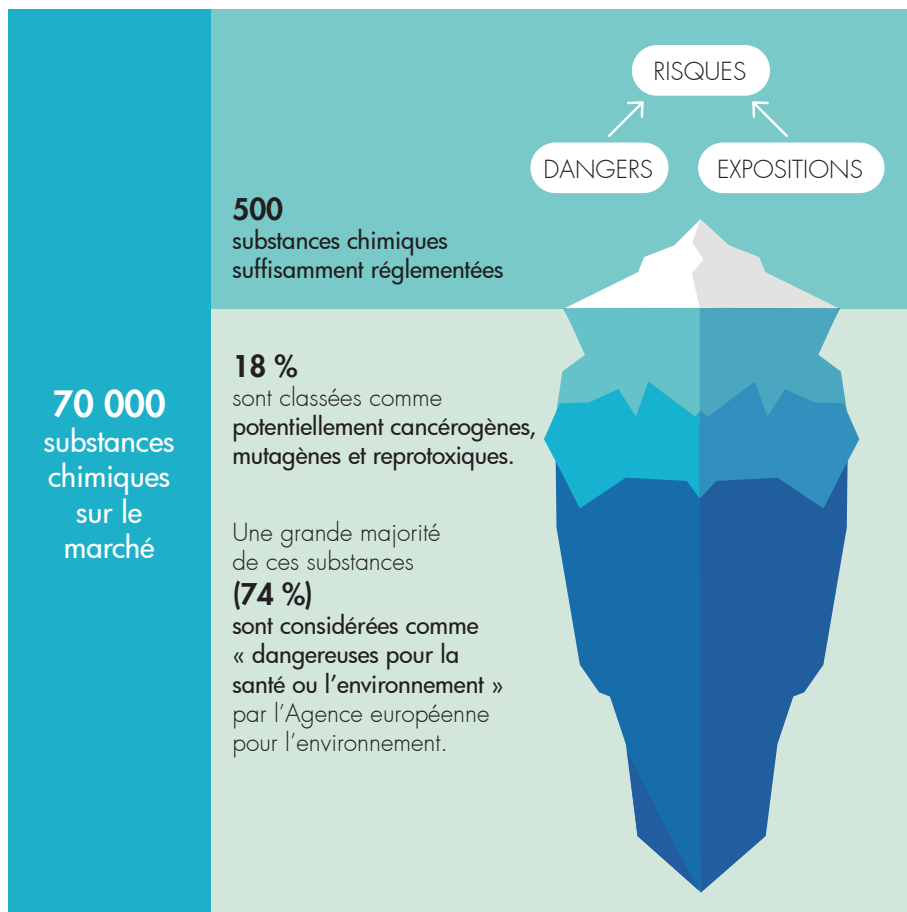 RISQUES
DANGERS
EXPOSITIONS
500
substances chimiques
suffisamment réglementées
70 000
substances
chimiques
sur le
marché
18 %
sont classées comme
potentiellement cancérogènes,
mutagènes et reprotoxiques.
Une grande majorité
de ces substances
(74 %)
sont considérées comme
« dangereuses pour la
santé ou l’environnement »
par l’Agence européenne
pour l’environnement.